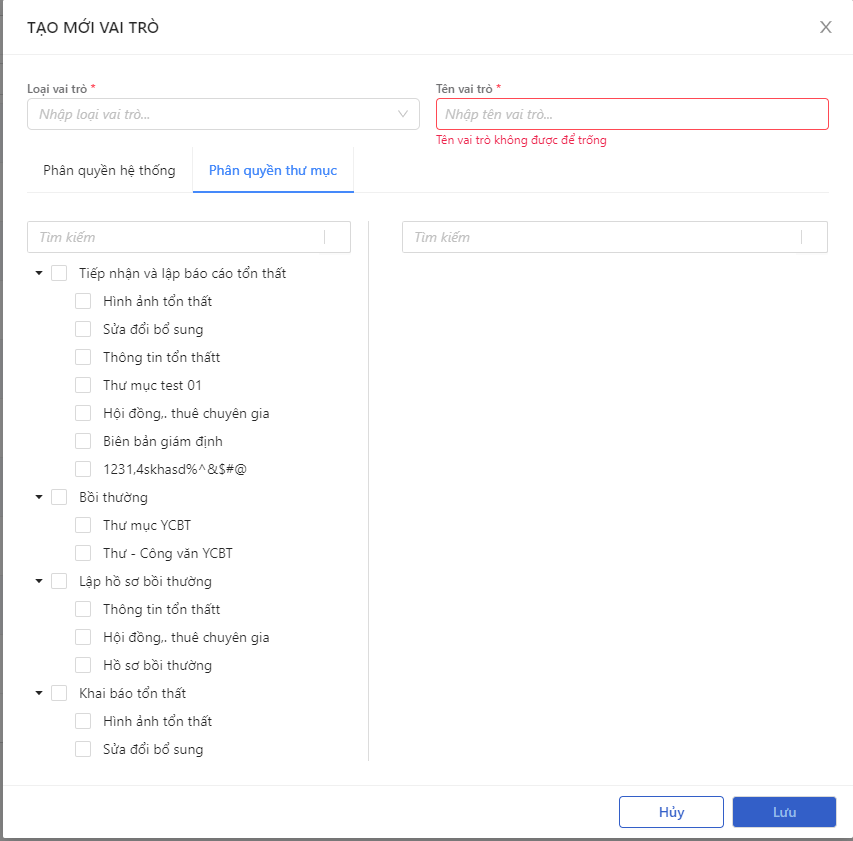 TẠO MỚI VAI TRÒ
Loại vai trò *
Tên vai trò *
Nhập loại vai trò...
Nhập tên vai trò...
Tên vai trò không được để trống
Phân quyền hệ thống
Phân quyền thư mục
Tìm kiếm
Tìm kiếm
Tiếp nhận và lập báo cáo tổn thất
Hình ảnh tổn thất
Sửa đổi bổ sung
Thông tin tổn thấtt
Thư mục test 01
Hội đồng,. thuê chuyên gia
Biên bản giám định
1231,4skhasd%^&$#@
Bồi thường
Thư mục YCBT
Thư - Công văn YCBT
Lập hồ sơ bồi thường
Thông tin tổn thấtt
Hội đồng,. thuê chuyên gia
Hồ sơ bồi thường
Khai báo tổn thất
Hình ảnh tổn thất
Sửa đổi bổ sung
Hủy
Lưu